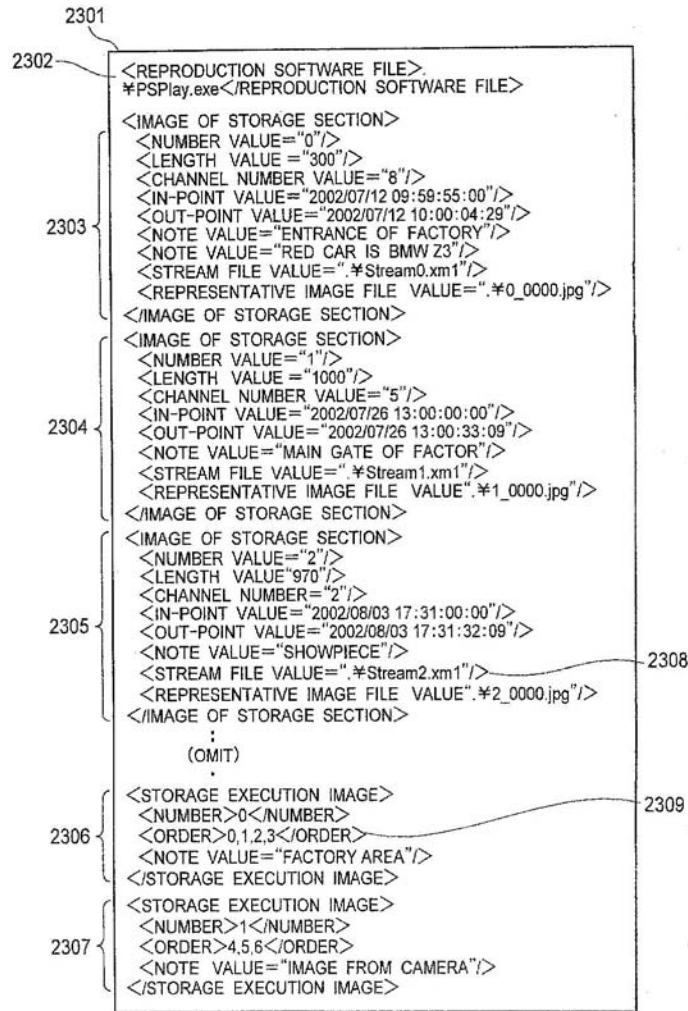 2301
2302
<REPRODUCTION SOFTWARE FILE>.
¥PSPlay.exe</REPRODUCTION SOFTWARE FILE>
<IMAGE OF STORAGE SECTION>
<NUMBER VALUE="0"/>
<LENGTH VALUE ="300"/>
<CHANNEL NUMBER VALUE="8"/>
<IN-POINT VALUE="2002/07/12 09:59:55:00"/>
<OUT-POINT VALUE="2002/07/12 10:00:04:29"/>
2303
<NOTE VALUE="ENTRANCE OF FACTORY"/>
<NOTE VALUE="RED CAR IS BMW Z3"/>
<STREAM FILE VALUE=".¥Stream0.xm1"/>
<REPRESENTATIVE IMAGE FILE VALUE=".¥0_0000.jpg"/>
</IMAGE OF STORAGE SECTION>
<IMAGE OF STORAGE SECTION>
<NUMBER VALUE="1"/>
<LENGTH VALUE ="1000"/>
<CHANNEL NUMBER VALUE="5"/>
<IN-POINT VALUE="2002/07/26 13:00:00:00"/>
2304
<OUT-POINT VALUE="2002/07/26 13:00:33:09"/>
<NOTE VALUE="MAIN GATE OF FACTOR"/>
<STREAM FILE VALUE=".¥Stream1.xm1"/>
<REPRESENTATIVE IMAGE FILE VALUE".¥1_0000.jpg"/>
</IMAGE OF STORAGE SECTION>
<IMAGE OF STORAGE SECTION>
<NUMBER VALUE="2"/>
<LENGTH VALUE"970"/>
<CHANNEL NUMBER="2"/>
<IN-POINT VALUE="2002/08/03 17:31:00:00"/>
2305
<OUT-POINT VALUE="2002/08/03 17:31:32:09"/>
<NOTE VALUE="SHOWPIECE"/>
<STREAM FILE VALUE=".¥Stream2.xm1"/>
2308
<REPRESENTATIVE IMAGE FILE VALUE".¥2_0000.jpg"/>
</IMAGE OF STORAGE SECTION>
(OMIT)
<STORAGE EXECUTION IMAGE>
<NUMBER>0</NUMBER>
2309
2306
<ORDER>0,1,2,3</ORDER>
<NOTE VALUE="FACTORY AREA"/>
</STORAGE EXECUTION IMAGE>
<STORAGE EXECUTION IMAGE>
<NUMBER>1</NUMBER>
2307
<ORDER>4,5,6</ORDER>
<NOTE VALUE="IMAGE FROM CAMERA"/>
</STORAGE EXECUTION IMAGE>